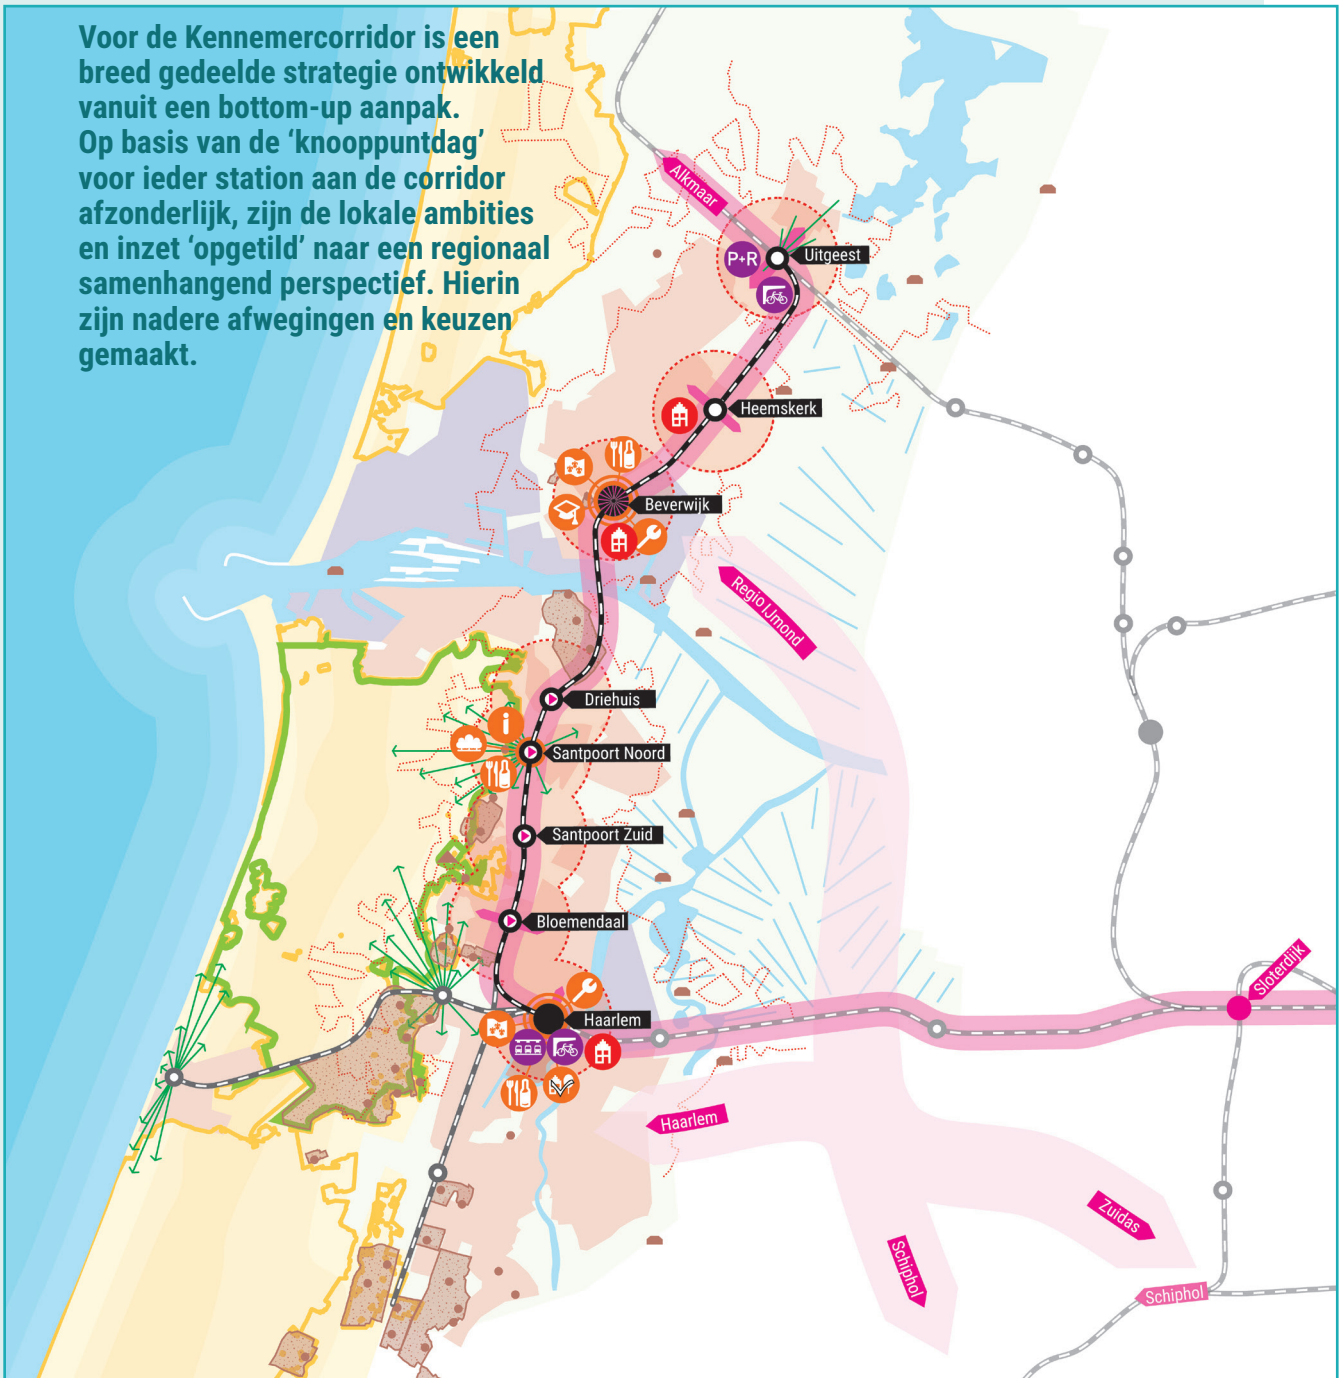 Voor de Kennemercorridor is een
breed gedeelde strategie ontwikkeld
vanuit een bottom-up aanpak.
Op basis van de ‘knooppuntdag’
voor ieder station aan de corridor
afzonderlijk, zijn de lokale ambities
en inzet ‘opgetild’ naar een regionaal
samenhangend perspectief. Hierin
zijn nadere afwegingen en keuzen
gemaakt.
Alkmaar
P+R
Uitgeest
Heemskerk
Beverwijk
Regio IJmond
Driehuis
i
Santpoort Noord
Santpoort Zuid
Bloemendaal
Sloterdijk
Haarlem
Haarlem
Zuidas
Schiphol
Schiphol